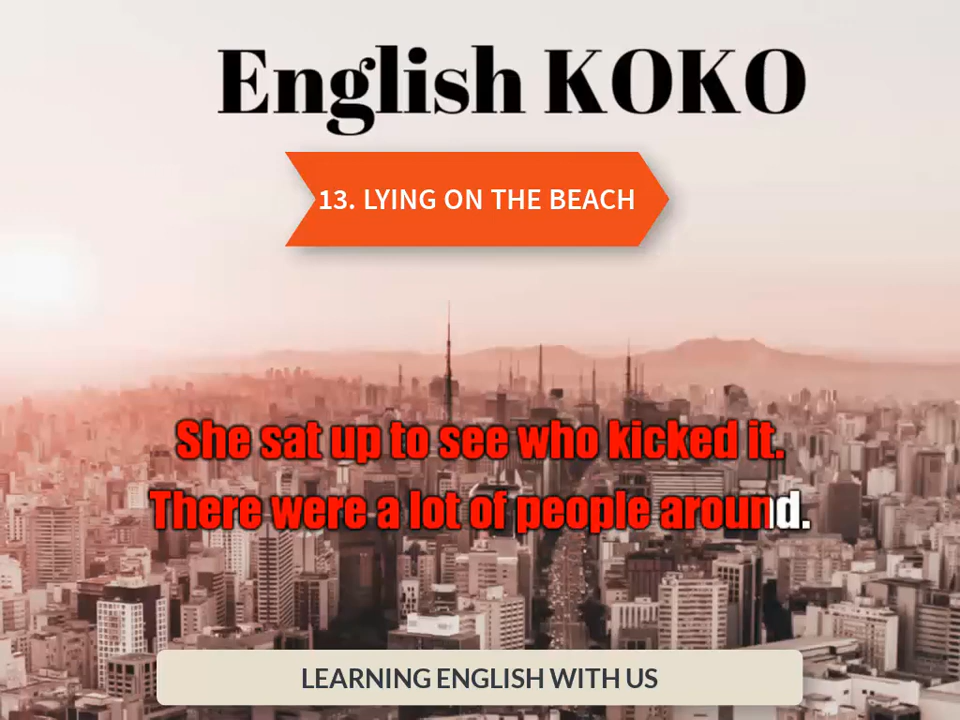 English KOKO
13. LYING ON THE BEACH
She sat up to see who kicked it.
There were a lot of people around.
LEARNING ENGLISH WITH US